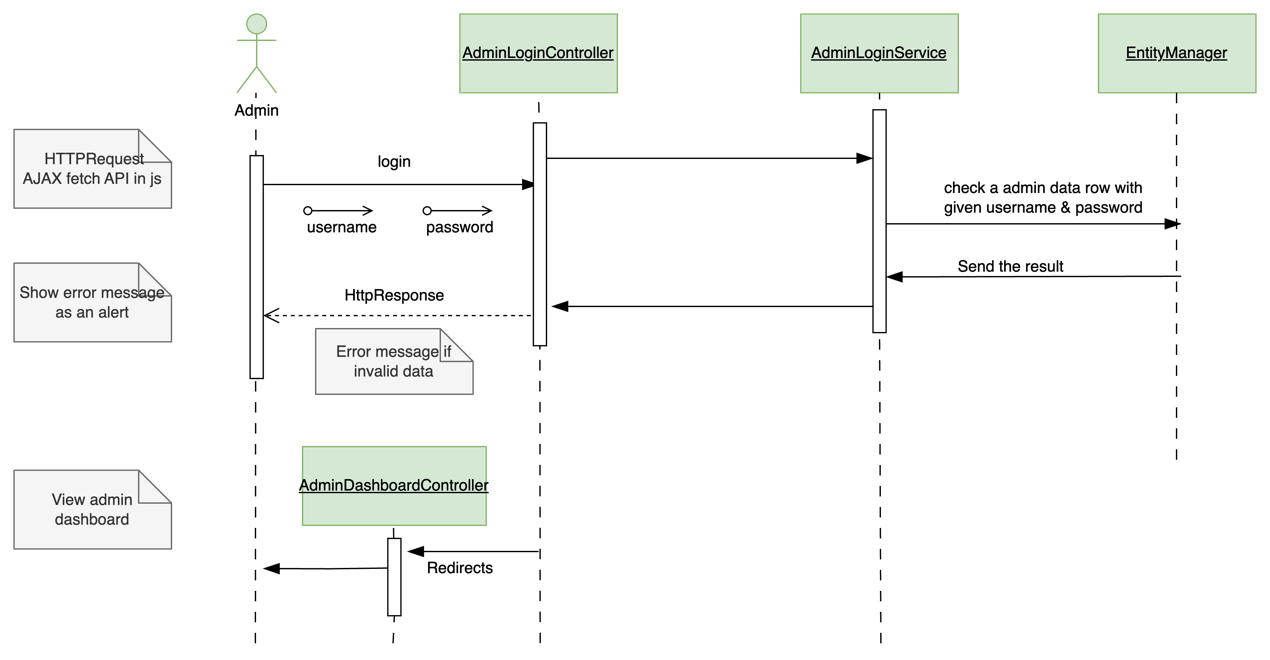 AdminLoginController
AdminLoginService
EntityManager
Admin
HTTPRequest
AJAX fetch API in js
login
username
password
check a admin data row with
given username & password
Send the result
Show error message
as an alert
HttpResponse
Error message if
invalid data
AdminDashboardController
View admin
dashboard
Redirects